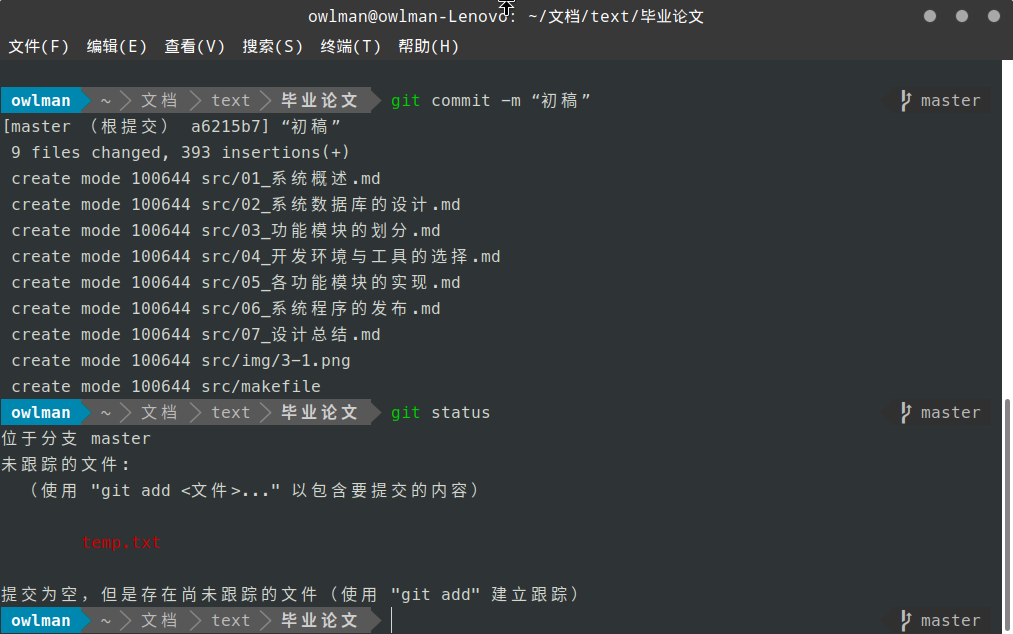 owlman@owlman-Lenovo: ~/文档/text/毕业论文
文件(F) 编辑(E) 查看(V) 搜索(S) 终端(T) 帮助(H)
owlman ~ 文档 text 毕业论文 git commit -m “初稿” master
[master （根提交） a6215b7] “初稿”
9 files changed, 393 insertions(+)
create mode 100644 src/01_系统概述.md
create mode 100644 src/02_系统数据库的设计.md
create mode 100644 src/03_功能模块的划分.md
create mode 100644 src/04_开发环境与工具的选择.md
create mode 100644 src/05_各功能模块的实现.md
create mode 100644 src/06_系统程序的发布.md
create mode 100644 src/07_设计总结.md
create mode 100644 src/img/3-1.png
create mode 100644 src/makefile
owlman ~ 文档 text 毕业论文 git status master
位于分支 master
未跟踪的文件:
（使用 "git add <文件>..." 以包含要提交的内容）
temp.txt
提交为空，但是存在尚未跟踪的文件（使用 "git add" 建立跟踪）
owlman ~ 文档 text 毕业论文 master